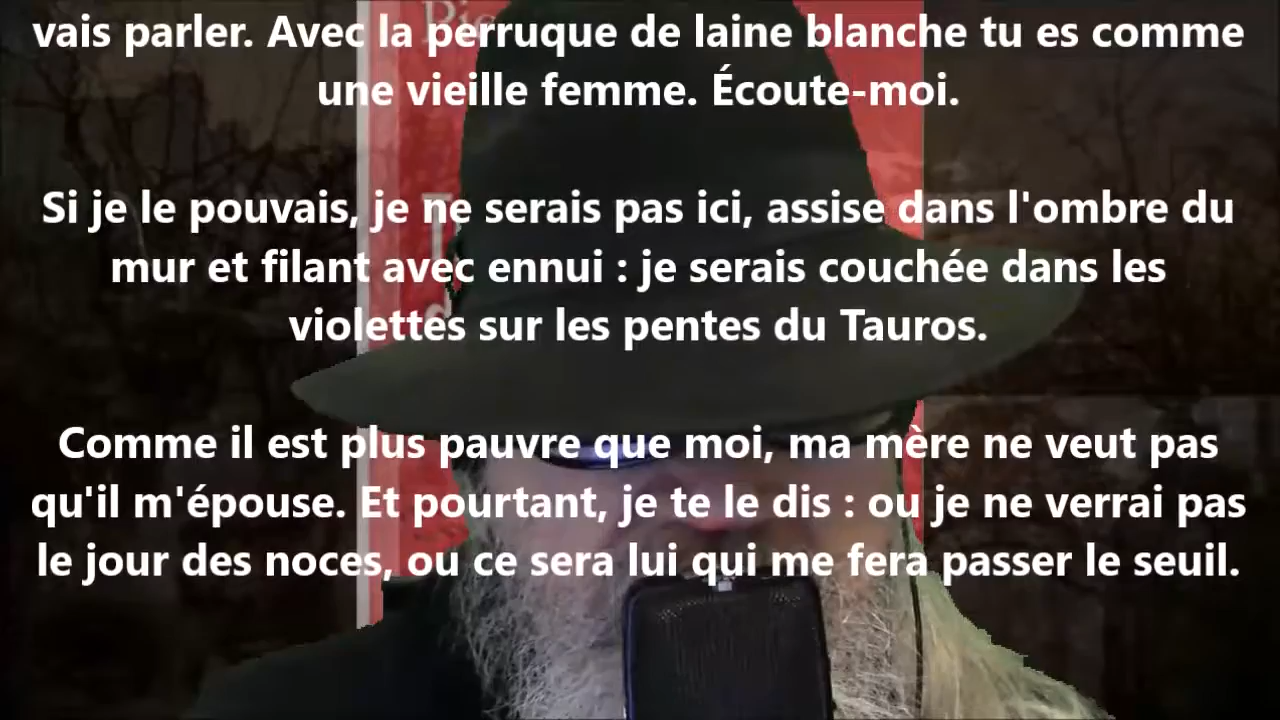 vais parler. Avec la perruque de laine blanche tu es comme
une vieille femme. Écoute-moi.
Si je le pouvais, je ne serais pas ici, assise dans l'ombre du
mur et filant avec ennui : je serais couchée dans les
violettes sur les pentes du Tauros.
Comme il est plus pauvre que moi, ma mère ne veut pas
qu'il m'épouse. Et pourtant, je te le dis : ou je ne verrai pas
le jour des noces, ou ce sera lui qui me fera passer le seuil.